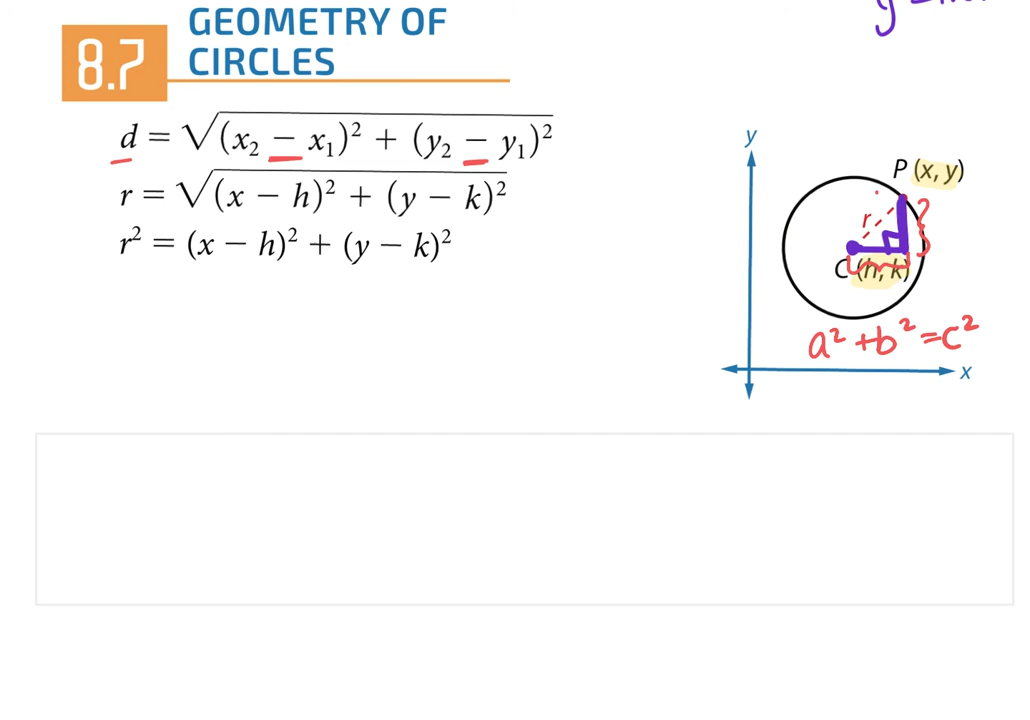 GEOMETRY OF
8.7 CIRCLES
d = √(x₂ − x₁)² + (y₂ − y₁)²
r = √(x − h)² + (y − k)²
r² = (x − h)² + (y − k)²
y
P (x, y)
r
C (h, k)
a² + b² = c²
x